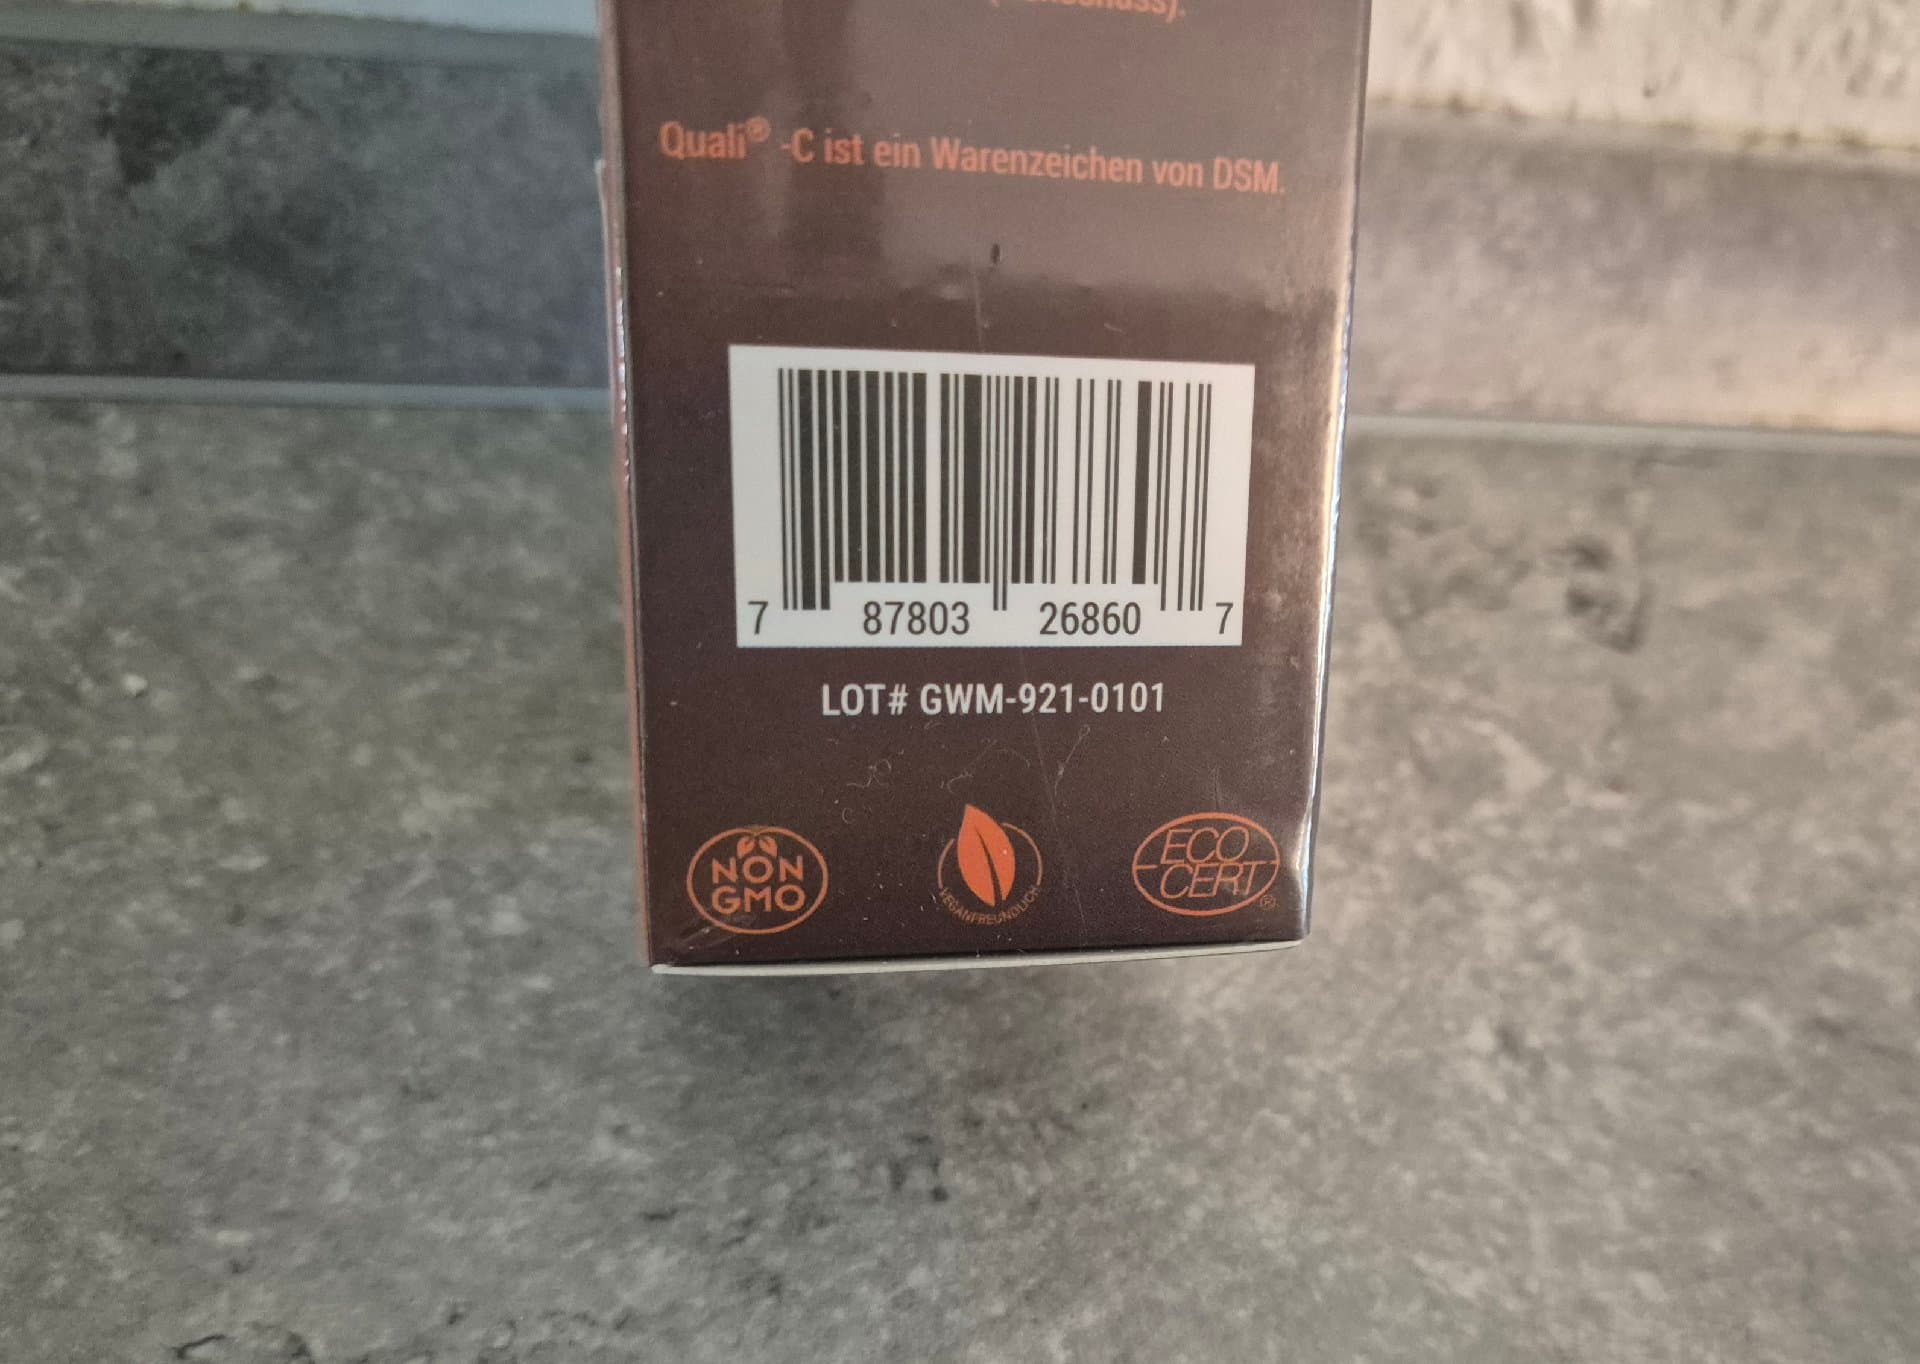 Quali® -C ist ein Warenzeichen von DSM.
7 87803 26860 7
LOT# GWM-921-0101
NON
GMO
VEGANFREUNDLICH
ECO
CERT
®